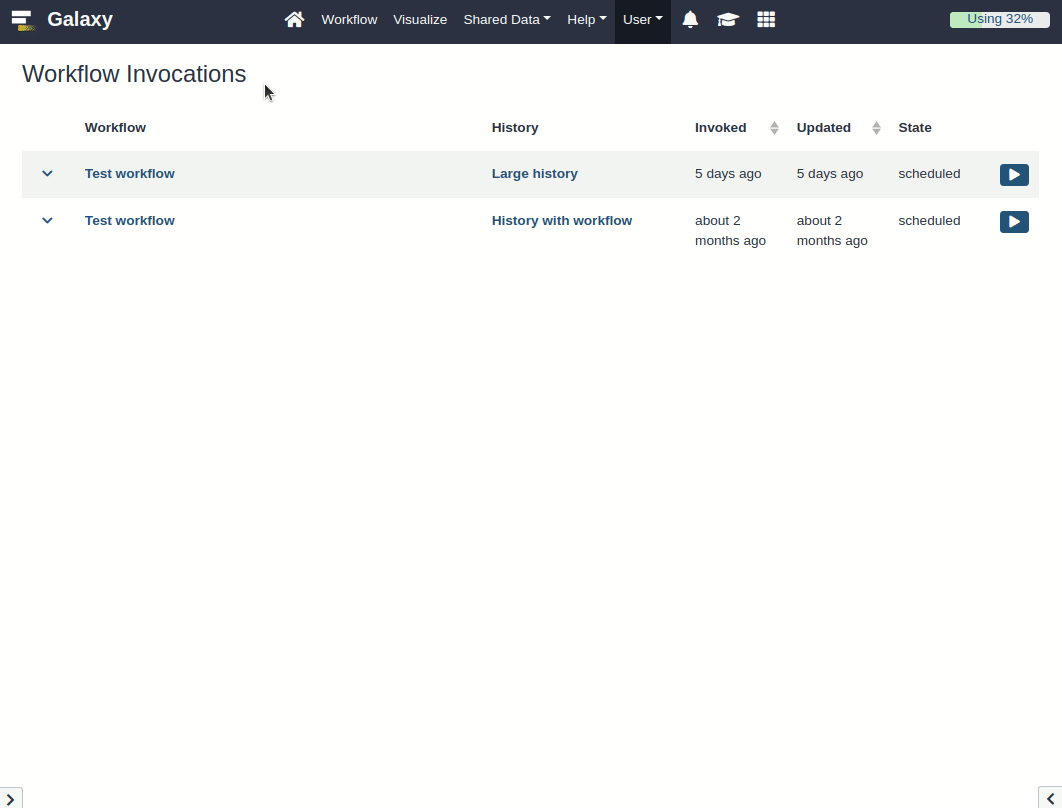 Galaxy Workflow Visualize Shared Data Help User Using 32%
Workflow Invocations
Workflow History Invoked Updated State
Test workflow Large history 5 days ago 5 days ago scheduled
Test workflow History with workflow about 2 months ago about 2 months ago scheduled